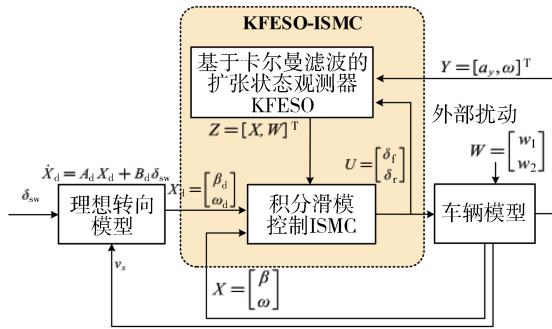 KFESO-ISMC
基于卡尔曼滤波的
扩张状态观测器
KFESO
Y=[a_y, ω]^T
外部扰动
Z=[X, W]^T
U=[δ_f
δ_r]
W=[w_1
w_2]
Ẋ_d=A_d X_d+B_d δ_sw
X_d=[β_d
ω_d]
δ_sw
理想转向
模型
积分滑模
控制ISMC
车辆模型
v_x
X=[β
ω]